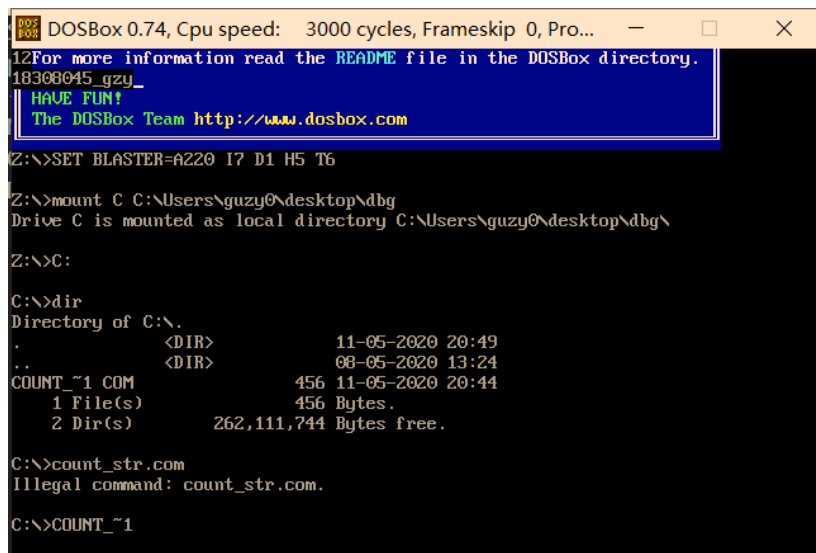 DOSBox 0.74, Cpu speed: 3000 cycles, Frameskip 0, Pro...
12For more information read the README file in the DOSBox directory.
18308045_gzy_
HAVE FUN!
The DOSBox Team http://www.dosbox.com
Z:\>SET BLASTER=A220 I7 D1 H5 T6
Z:\>mount C C:\Users\guzy0\desktop\dbg
Drive C is mounted as local directory C:\Users\guzy0\desktop\dbg\
Z:\>C:
C:\>dir
Directory of C:\.
. <DIR> 11-05-2020 20:49
.. <DIR> 08-05-2020 13:24
COUNT_~1 COM 456 11-05-2020 20:44
1 File(s) 456 Bytes.
2 Dir(s) 262,111,744 Bytes free.
C:\>count_str.com
Illegal command: count_str.com.
C:\>COUNT_~1